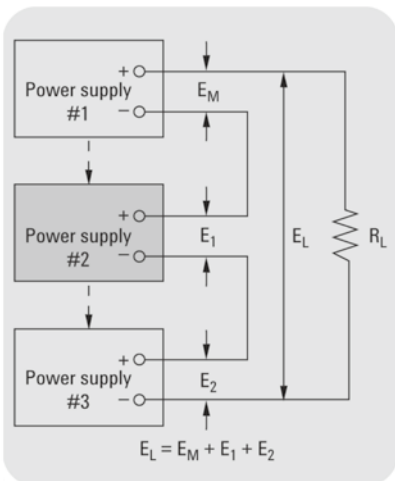 +
Power supply
#1
−
E_M
+
Power supply
#2
−
E_1
E_L
R_L
+
Power supply
#3
−
E_2
E_L = E_M + E_1 + E_2